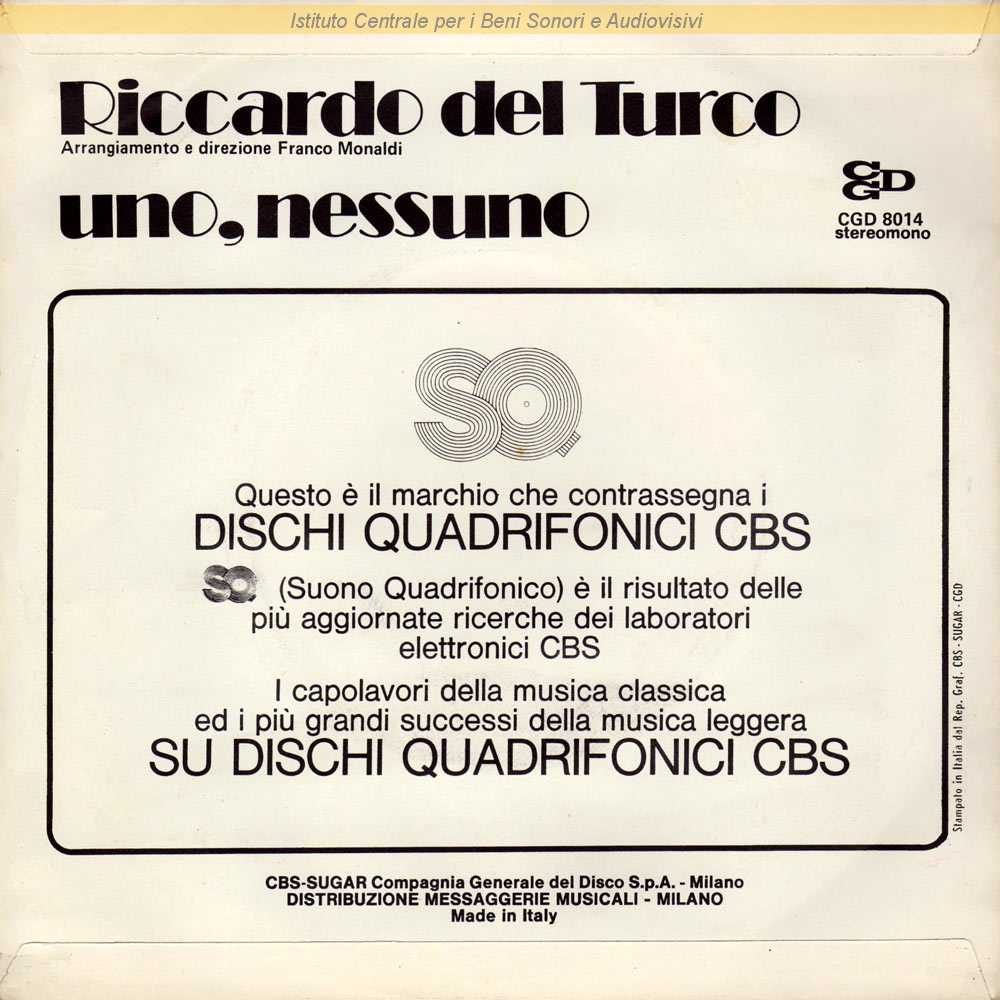 Istituto Centrale per i Beni Sonori e Audiovisivi
Riccardo del Turco
Arrangiamento e direzione Franco Monaldi
uno, nessuno
CGD
CGD 8014
stereomono
SQ
Questo è il marchio che contrassegna i
DISCHI QUADRIFONICI CBS
SQ (Suono Quadrifonico) è il risultato delle
più aggiornate ricerche dei laboratori
elettronici CBS
I capolavori della musica classica
ed i più grandi successi della musica leggera
SU DISCHI QUADRIFONICI CBS
Stampato in Italia dal Rep. Graf. CBS - SUGAR - CGD
CBS-SUGAR Compagnia Generale del Disco S.p.A. - Milano
DISTRIBUZIONE MESSAGGERIE MUSICALI - MILANO
Made in Italy